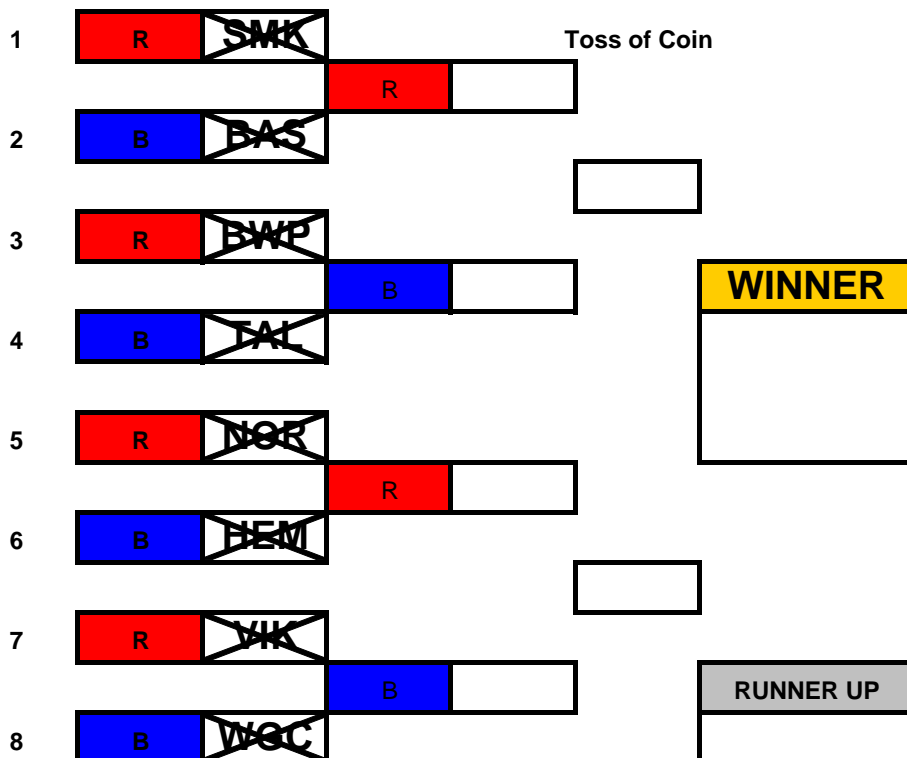 1 R SMK Toss of Coin
R
2 B BAS
3 R BWP
B WINNER
4 B TAL
5 R NOR
R
6 B HEM
7 R VIK
B RUNNER UP
8 B WGC